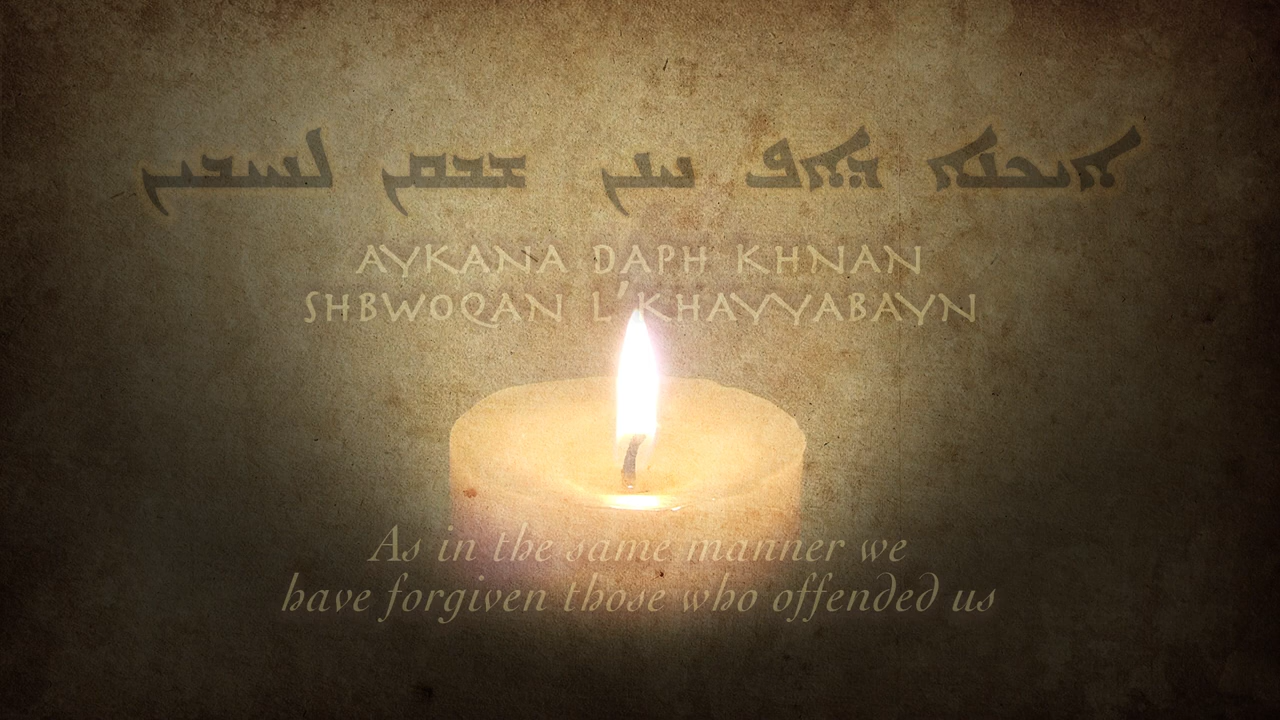 ܐܝܟܢܐ ܕܐܦ ܚܢܢ ܫܒܩܢ ܠܚܝܒܝܢ
AYKANA DAPH KHNAN
SHBWOQAN L'KHAYYABAYN
As in the same manner we
have forgiven those who offended us